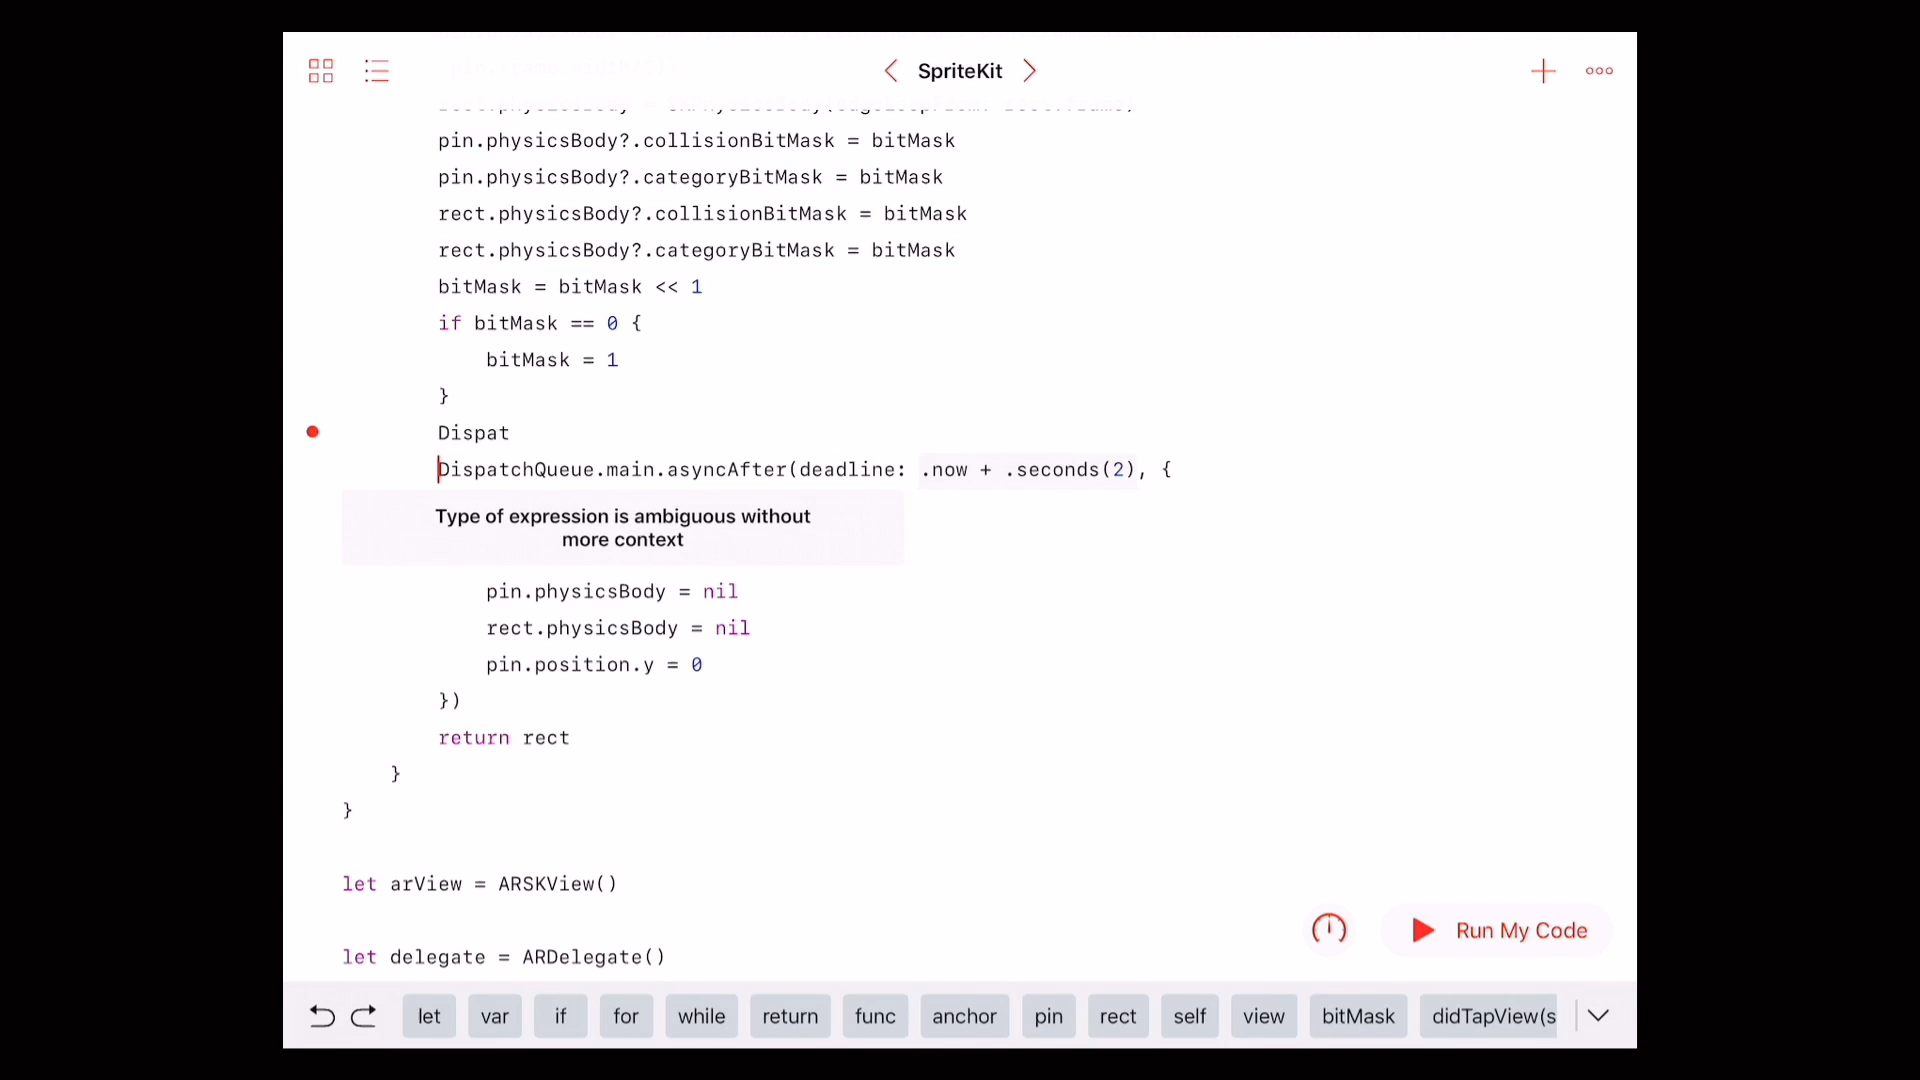 SpriteKit
pin.physicsBody?.collisionBitMask = bitMask
pin.physicsBody?.categoryBitMask = bitMask
rect.physicsBody?.collisionBitMask = bitMask
rect.physicsBody?.categoryBitMask = bitMask
bitMask = bitMask << 1
if bitMask == 0 {
bitMask = 1
}
Dispat
DispatchQueue.main.asyncAfter(deadline: .now + .seconds(2), {
Type of expression is ambiguous without
more context
pin.physicsBody = nil
rect.physicsBody = nil
pin.position.y = 0
})
return rect
}
}
let arView = ARSKView()
let delegate = ARDelegate()
Run My Code
let var if for while return func anchor pin rect self view bitMask didTapView(s